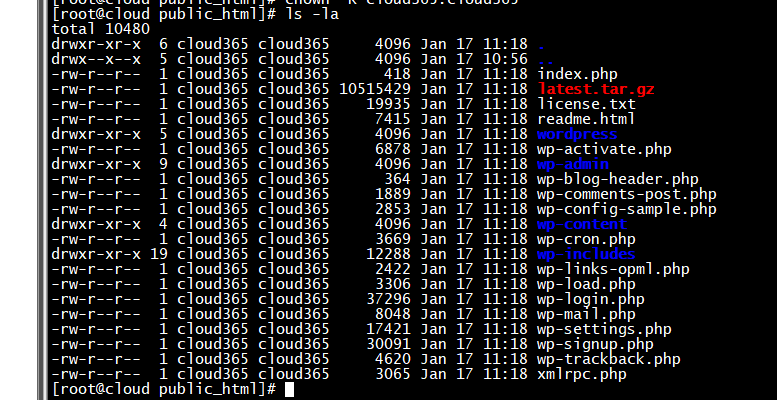 [root@cloud public_html]# chown -R cloud365.cloud365
[root@cloud public_html]# ls -la
total 10480
drwxr-xr-x  6 cloud365 cloud365     4096 Jan 17 11:18 .
drwx--x--x  5 cloud365 cloud365     4096 Jan 17 10:56 ..
-rw-r--r--  1 cloud365 cloud365      418 Jan 17 11:18 index.php
-rw-r--r--  1 cloud365 cloud365 10515429 Jan 17 11:18 latest.tar.gz
-rw-r--r--  1 cloud365 cloud365    19935 Jan 17 11:18 license.txt
-rw-r--r--  1 cloud365 cloud365     7415 Jan 17 11:18 readme.html
drwxr-xr-x  5 cloud365 cloud365     4096 Jan 17 11:18 wordpress
-rw-r--r--  1 cloud365 cloud365     6878 Jan 17 11:18 wp-activate.php
drwxr-xr-x  9 cloud365 cloud365     4096 Jan 17 11:18 wp-admin
-rw-r--r--  1 cloud365 cloud365      364 Jan 17 11:18 wp-blog-header.php
-rw-r--r--  1 cloud365 cloud365     1889 Jan 17 11:18 wp-comments-post.php
-rw-r--r--  1 cloud365 cloud365     2853 Jan 17 11:18 wp-config-sample.php
drwxr-xr-x  4 cloud365 cloud365     4096 Jan 17 11:18 wp-content
-rw-r--r--  1 cloud365 cloud365     3669 Jan 17 11:18 wp-cron.php
drwxr-xr-x 19 cloud365 cloud365    12288 Jan 17 11:18 wp-includes
-rw-r--r--  1 cloud365 cloud365     2422 Jan 17 11:18 wp-links-opml.php
-rw-r--r--  1 cloud365 cloud365     3306 Jan 17 11:18 wp-load.php
-rw-r--r--  1 cloud365 cloud365    37296 Jan 17 11:18 wp-login.php
-rw-r--r--  1 cloud365 cloud365     8048 Jan 17 11:18 wp-mail.php
-rw-r--r--  1 cloud365 cloud365    17421 Jan 17 11:18 wp-settings.php
-rw-r--r--  1 cloud365 cloud365    30091 Jan 17 11:18 wp-signup.php
-rw-r--r--  1 cloud365 cloud365     4620 Jan 17 11:18 wp-trackback.php
-rw-r--r--  1 cloud365 cloud365     3065 Jan 17 11:18 xmlrpc.php
[root@cloud public_html]#